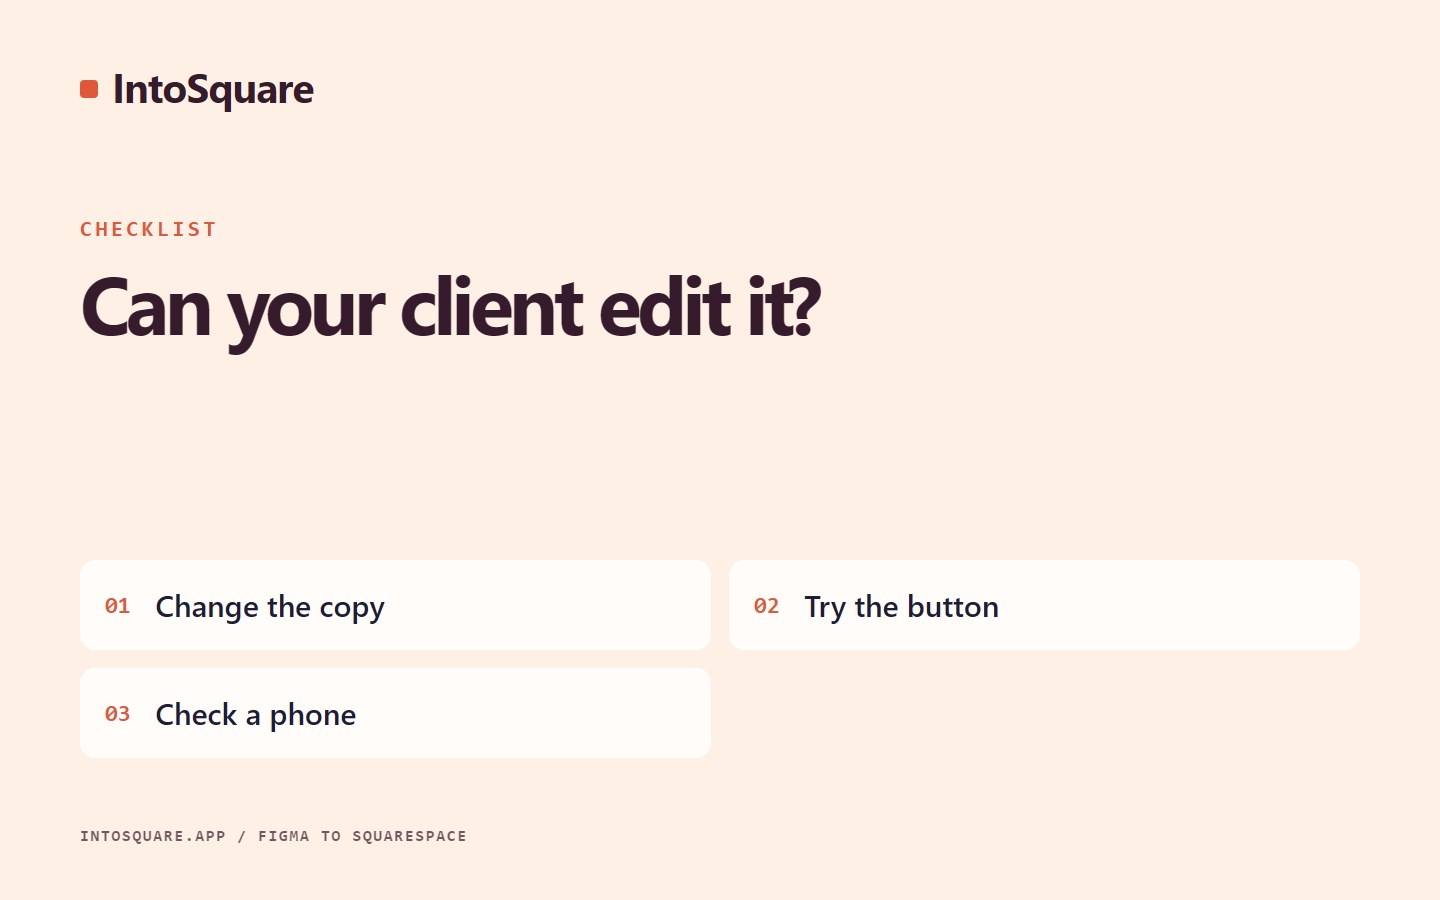 IntoSquare
CHECKLIST
Can your client edit it?
01 Change the copy
02 Try the button
03 Check a phone
INTOSQUARE.APP / FIGMA TO SQUARESPACE